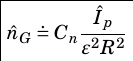 n̂_G ≐ C_n Î_p / ε²R²